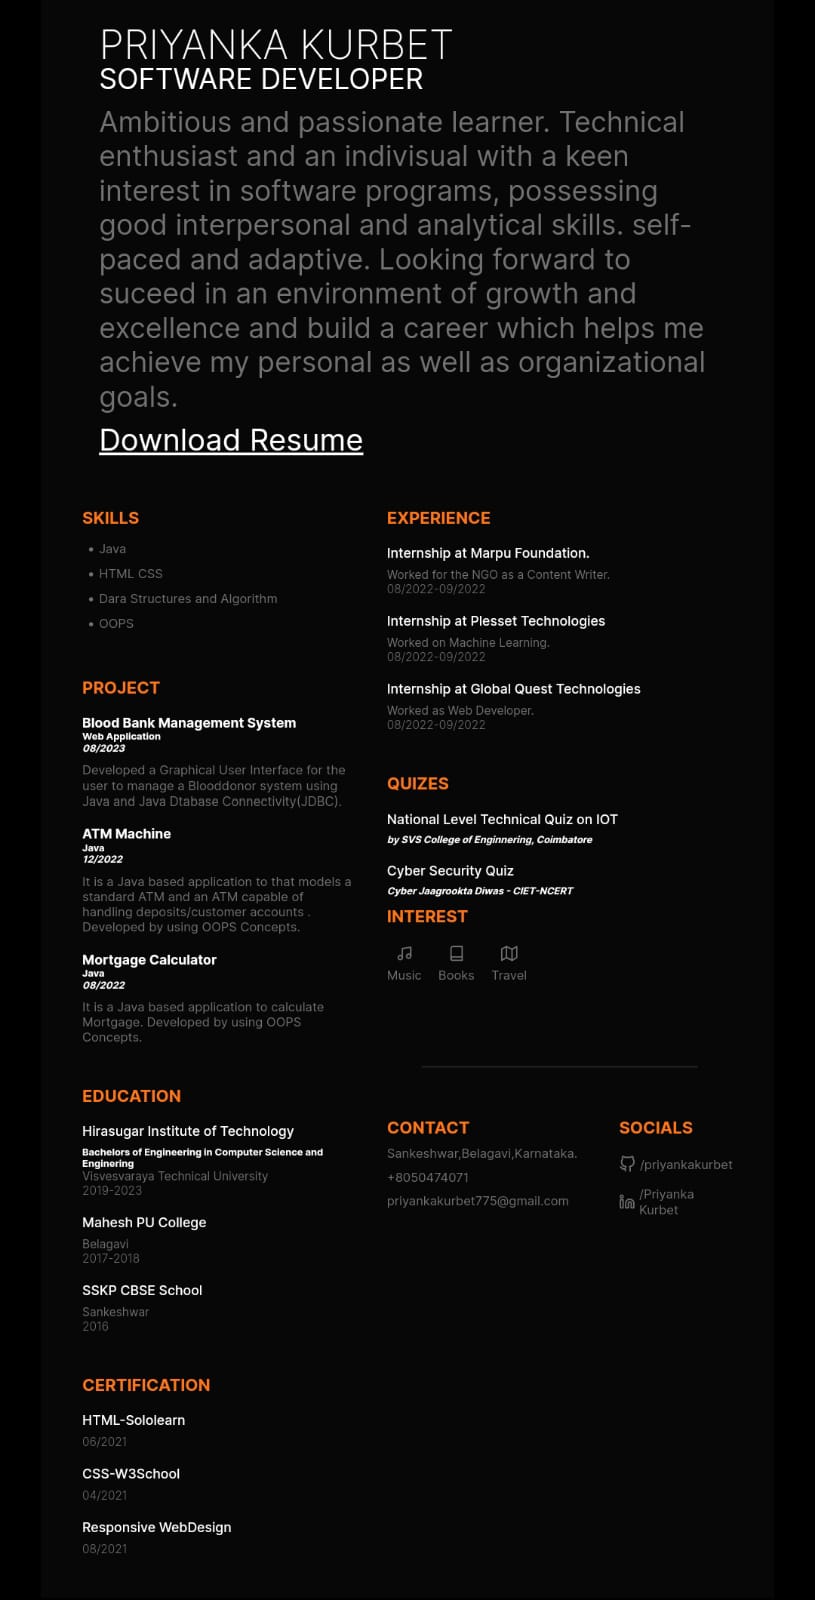 PRIYANKA KURBET
SOFTWARE DEVELOPER
Ambitious and passionate learner. Technical
enthusiast and an indivisual with a keen
interest in software programs, possessing
good interpersonal and analytical skills. self-
paced and adaptive. Looking forward to
suceed in an environment of growth and
excellence and build a career which helps me
achieve my personal as well as organizational
goals.
Download Resume
SKILLS
• Java
• HTML CSS
• Dara Structures and Algorithm
• OOPS
PROJECT
Blood Bank Management System
Web Application
08/2023
Developed a Graphical User Interface for the
user to manage a Blooddonor system using
Java and Java Dtabase Connectivity(JDBC).
ATM Machine
Java
12/2022
It is a Java based application to that models a
standard ATM and an ATM capable of
handling deposits/customer accounts .
Developed by using OOPS Concepts.
Mortgage Calculator
Java
08/2022
It is a Java based application to calculate
Mortgage. Developed by using OOPS
Concepts.
EDUCATION
Hirasugar Institute of Technology
Bachelors of Engineering in Computer Science and
Enginering
Visvesvaraya Technical University
2019-2023
Mahesh PU College
Belagavi
2017-2018
SSKP CBSE School
Sankeshwar
2016
CERTIFICATION
HTML-Sololearn
06/2021
CSS-W3School
04/2021
Responsive WebDesign
08/2021
EXPERIENCE
Internship at Marpu Foundation.
Worked for the NGO as a Content Writer.
08/2022-09/2022
Internship at Plesset Technologies
Worked on Machine Learning.
08/2022-09/2022
Internship at Global Quest Technologies
Worked as Web Developer.
08/2022-09/2022
QUIZES
National Level Technical Quiz on IOT
by SVS College of Enginnering, Coimbatore
Cyber Security Quiz
Cyber Jaagrookta Diwas - CIET-NCERT
INTEREST
Music Books Travel
CONTACT
Sankeshwar,Belagavi,Karnataka.
+8050474071
priyankakurbet775@gmail.com
SOCIALS
/priyankakurbet
/Priyanka
Kurbet